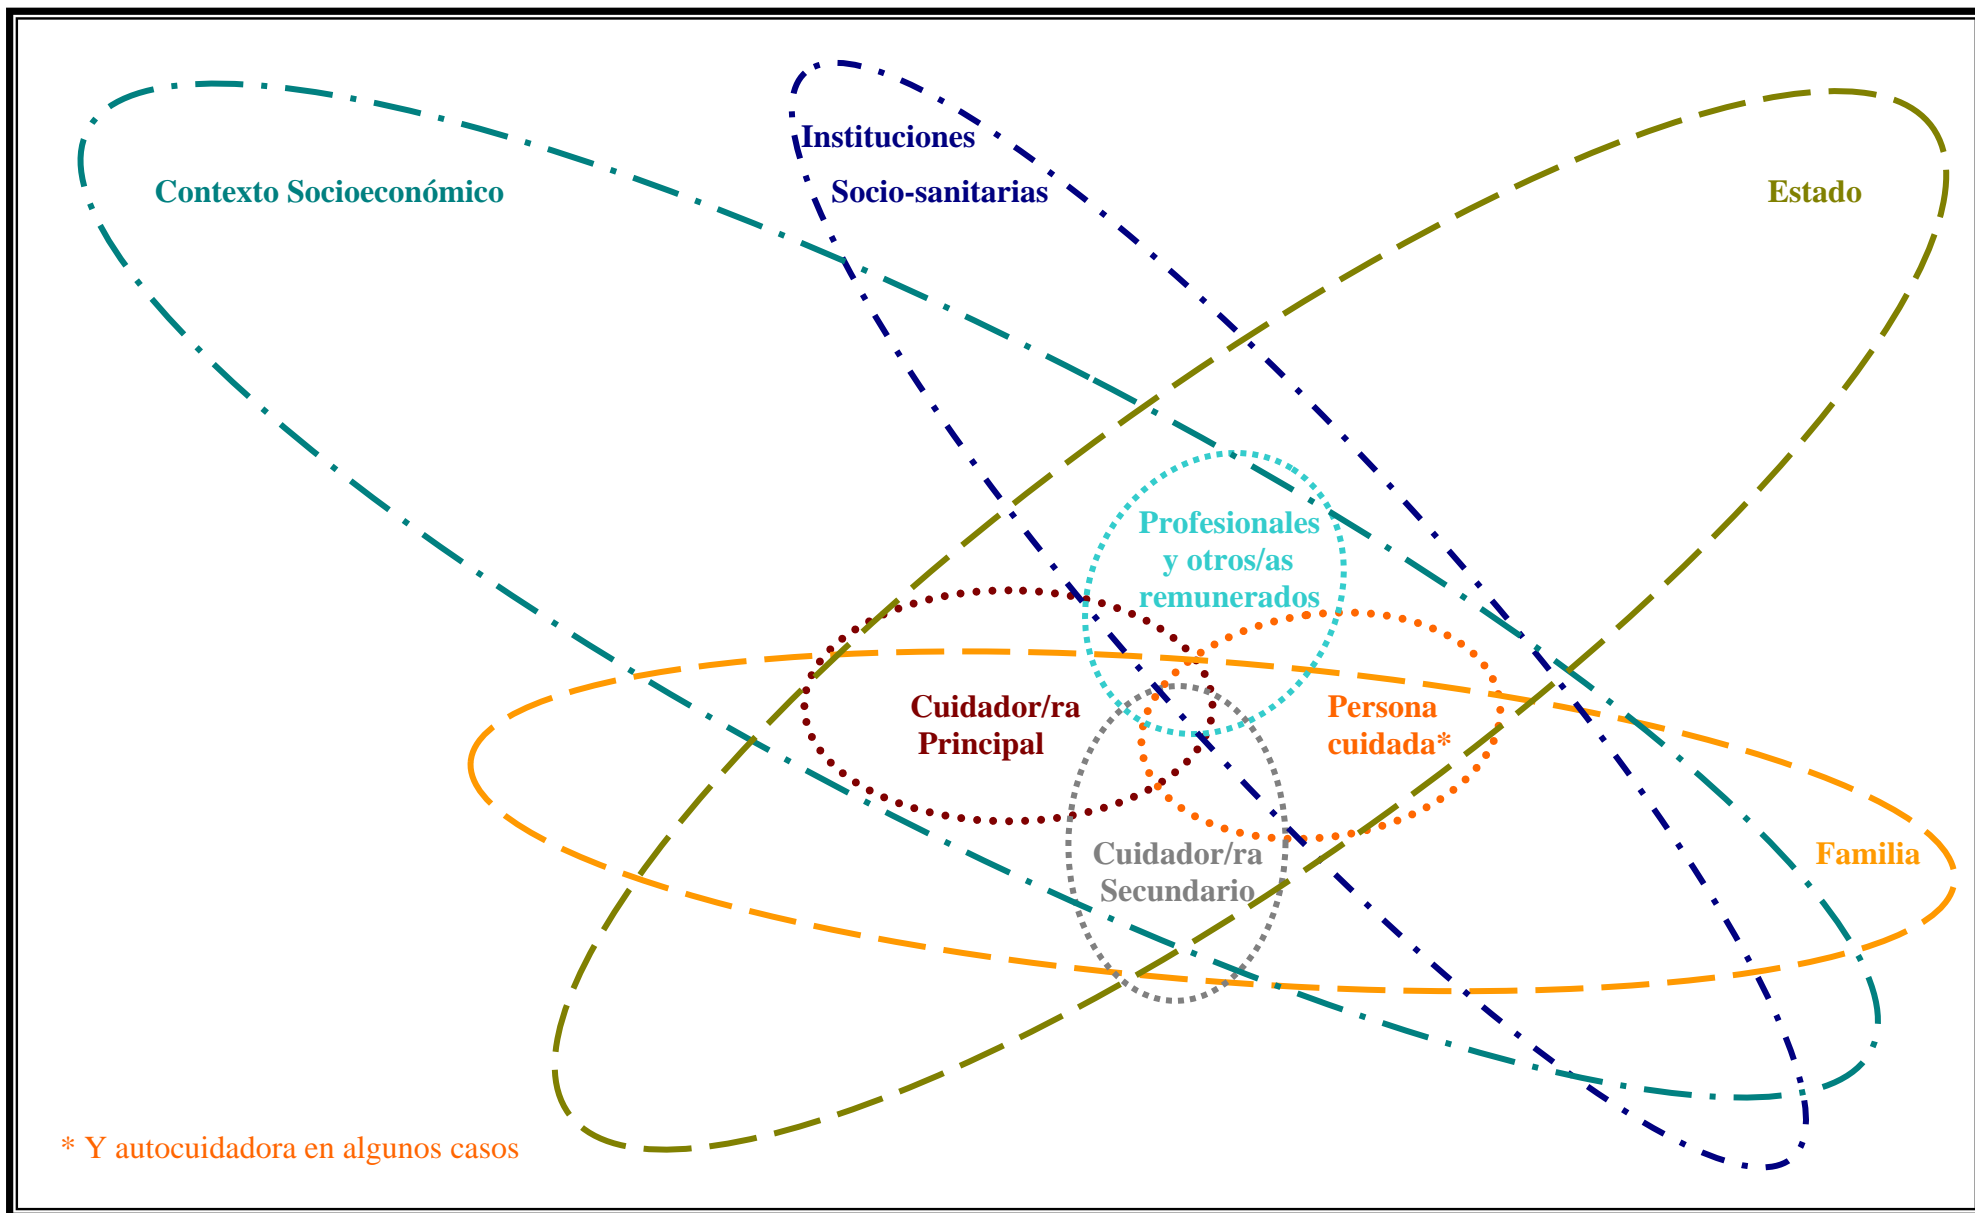 Instituciones
Contexto Socioeconómico
Socio-sanitarias
Estado
Profesionales
y otros/as
remunerados
Cuidador/ra
Principal
Persona
cuidada*
Cuidador/ra
Secundario
Familia
* Y autocuidadora en algunos casos